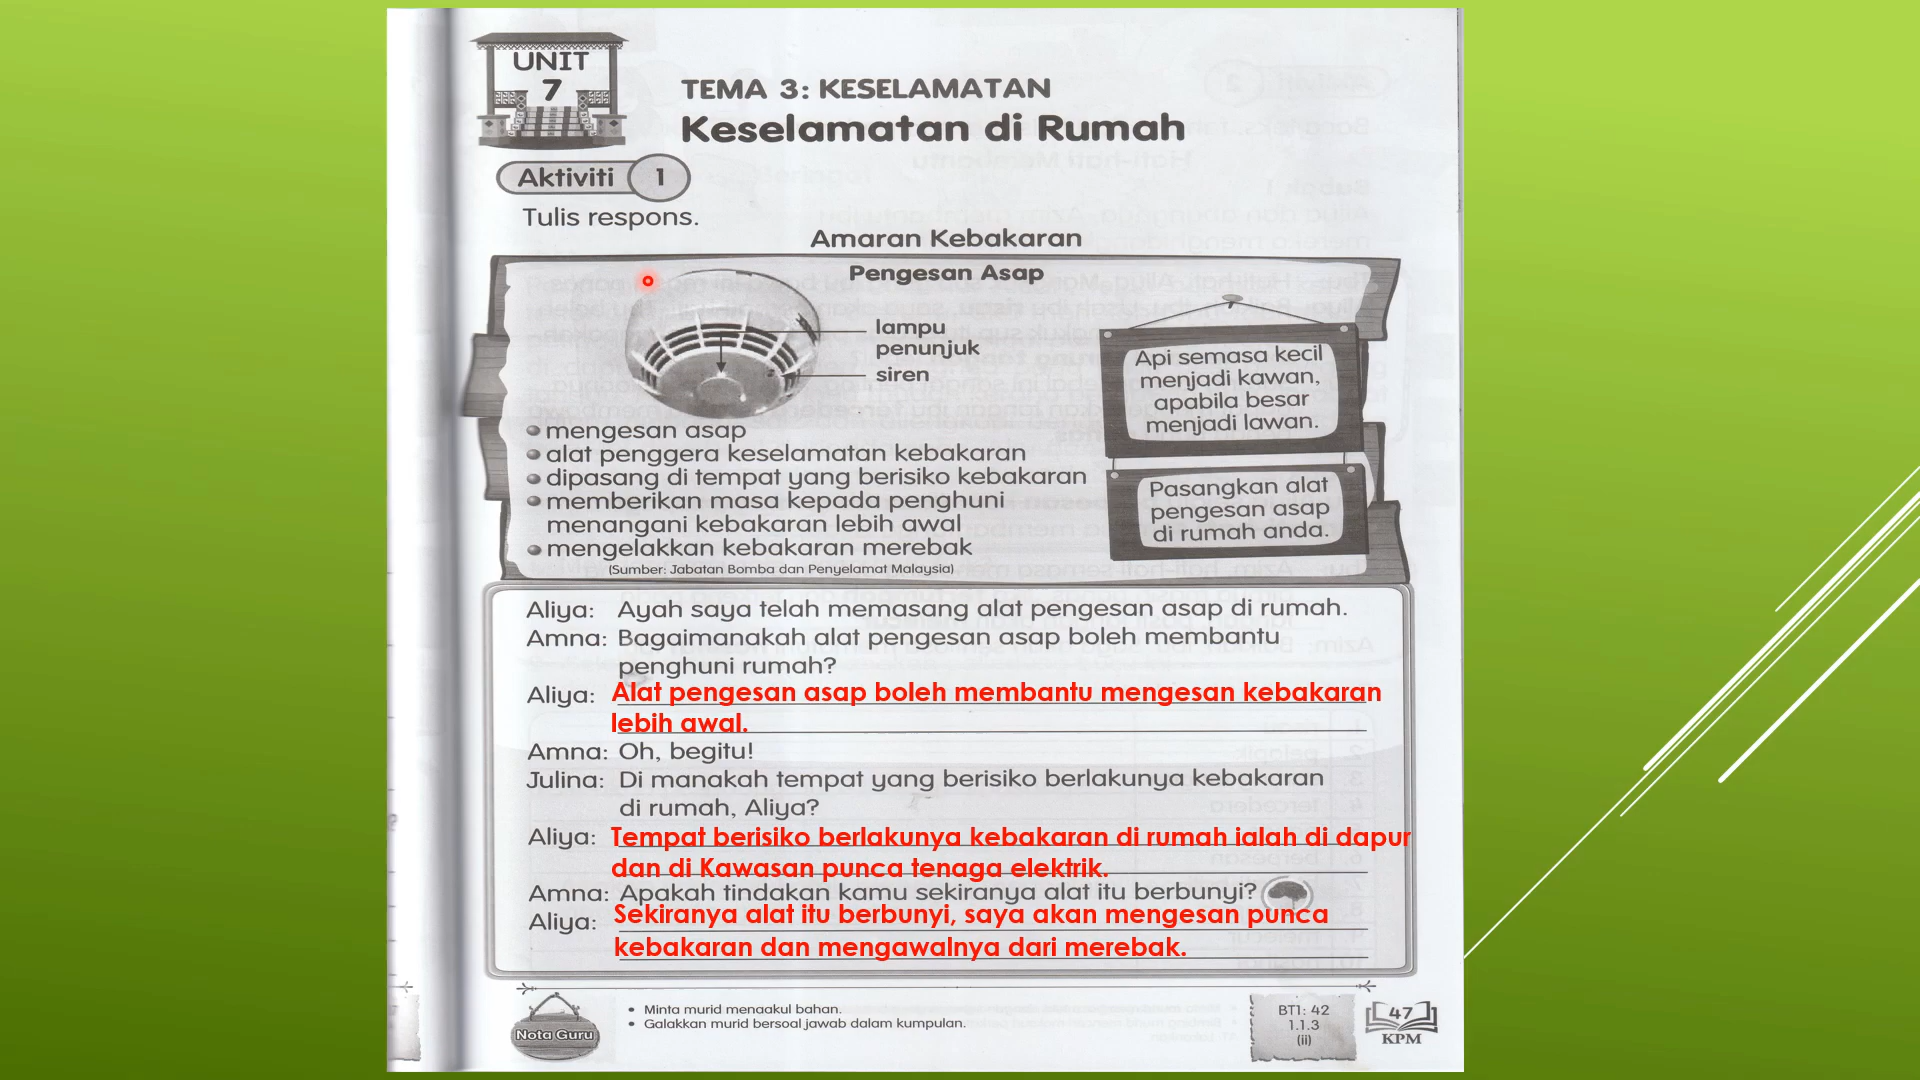 UNIT
7
TEMA 3: KESELAMATAN
Keselamatan di Rumah
Aktiviti 1
Tulis respons.
Amaran Kebakaran
Pengesan Asap
lampu
penunjuk
siren
Api semasa kecil
menjadi kawan,
apabila besar
menjadi lawan.
mengesan asap
alat penggera keselamatan kebakaran
dipasang di tempat yang berisiko kebakaran
memberikan masa kepada penghuni
menangani kebakaran lebih awal
mengelakkan kebakaran merebak
(Sumber: Jabatan Bomba dan Penyelamat Malaysia)
Pasangkan alat
pengesan asap
di rumah anda.
Aliya: Ayah saya telah memasang alat pengesan asap di rumah.
Amna: Bagaimanakah alat pengesan asap boleh membantu
penghuni rumah?
Aliya: Alat pengesan asap boleh membantu mengesan kebakaran
lebih awal.
Amna: Oh, begitu!
Julina: Di manakah tempat yang berisiko berlakunya kebakaran
di rumah, Aliya?
Aliya: Tempat berisiko berlakunya kebakaran di rumah ialah di dapur
dan di Kawasan punca tenaga elektrik.
Amna: Apakah tindakan kamu sekiranya alat itu berbunyi?
Aliya: Sekiranya alat itu berbunyi, saya akan mengesan punca
kebakaran dan mengawalnya dari merebak.
Nota Guru
• Minta murid menaakul bahan.
• Galakkan murid bersoal jawab dalam kumpulan.
BT1: 42
1.1.3
(ii)
47
KPM